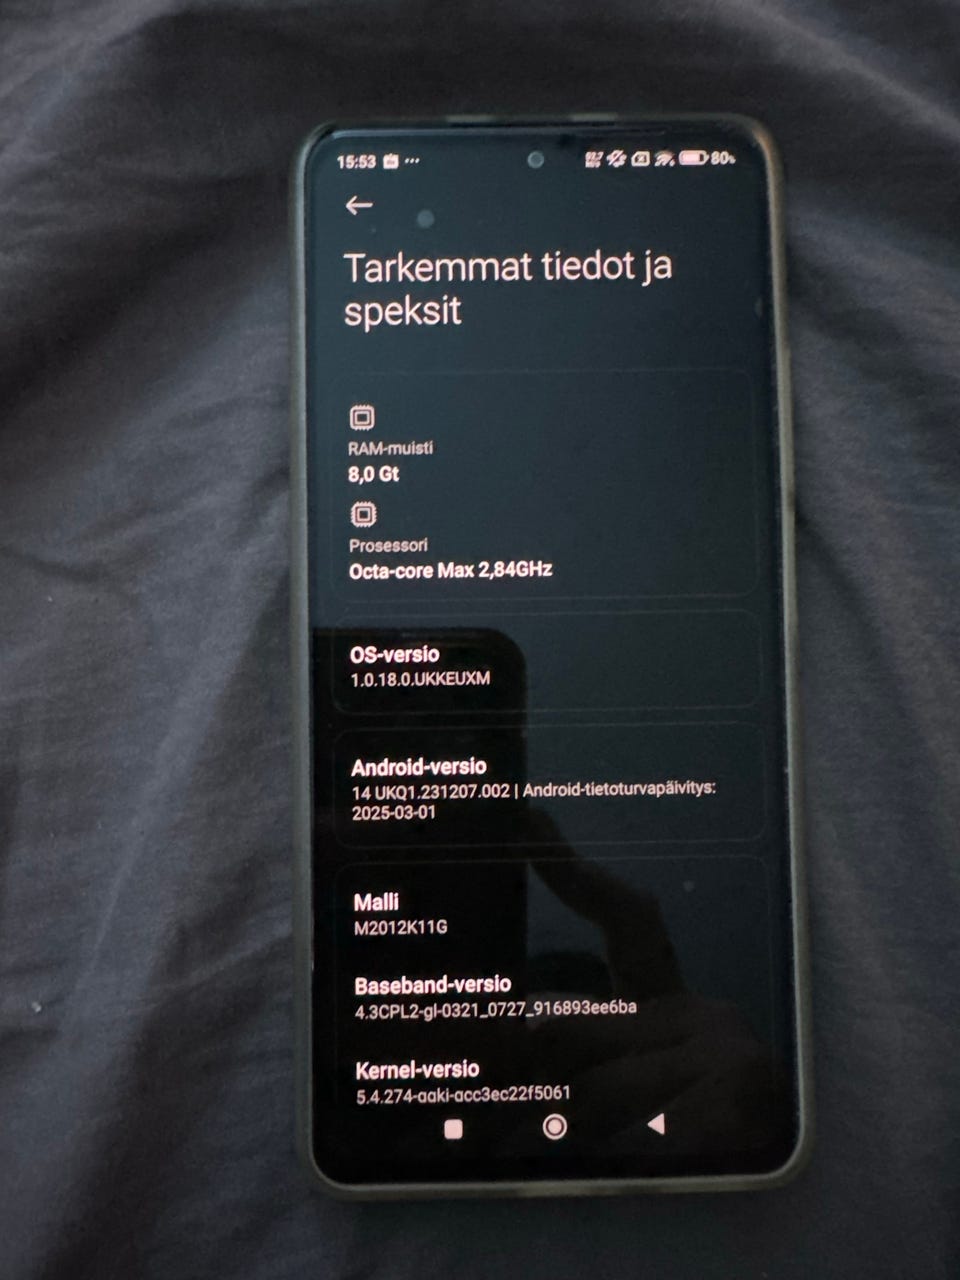 15:53
80%
Tarkemmat tiedot ja
speksit
RAM-muisti
8,0 Gt
Prosessori
Octa-core Max 2,84GHz
OS-versio
1.0.18.0.UKKEUXM
Android-versio
14 UKQ1.231207.002 | Android-tietoturvapäivitys:
2025-03-01
Malli
M2012K11G
Baseband-versio
4.3CPL2-gl-0321_0727_916893ee6ba
Kernel-versio
5.4.274-qgki-gcc3ec22f5061